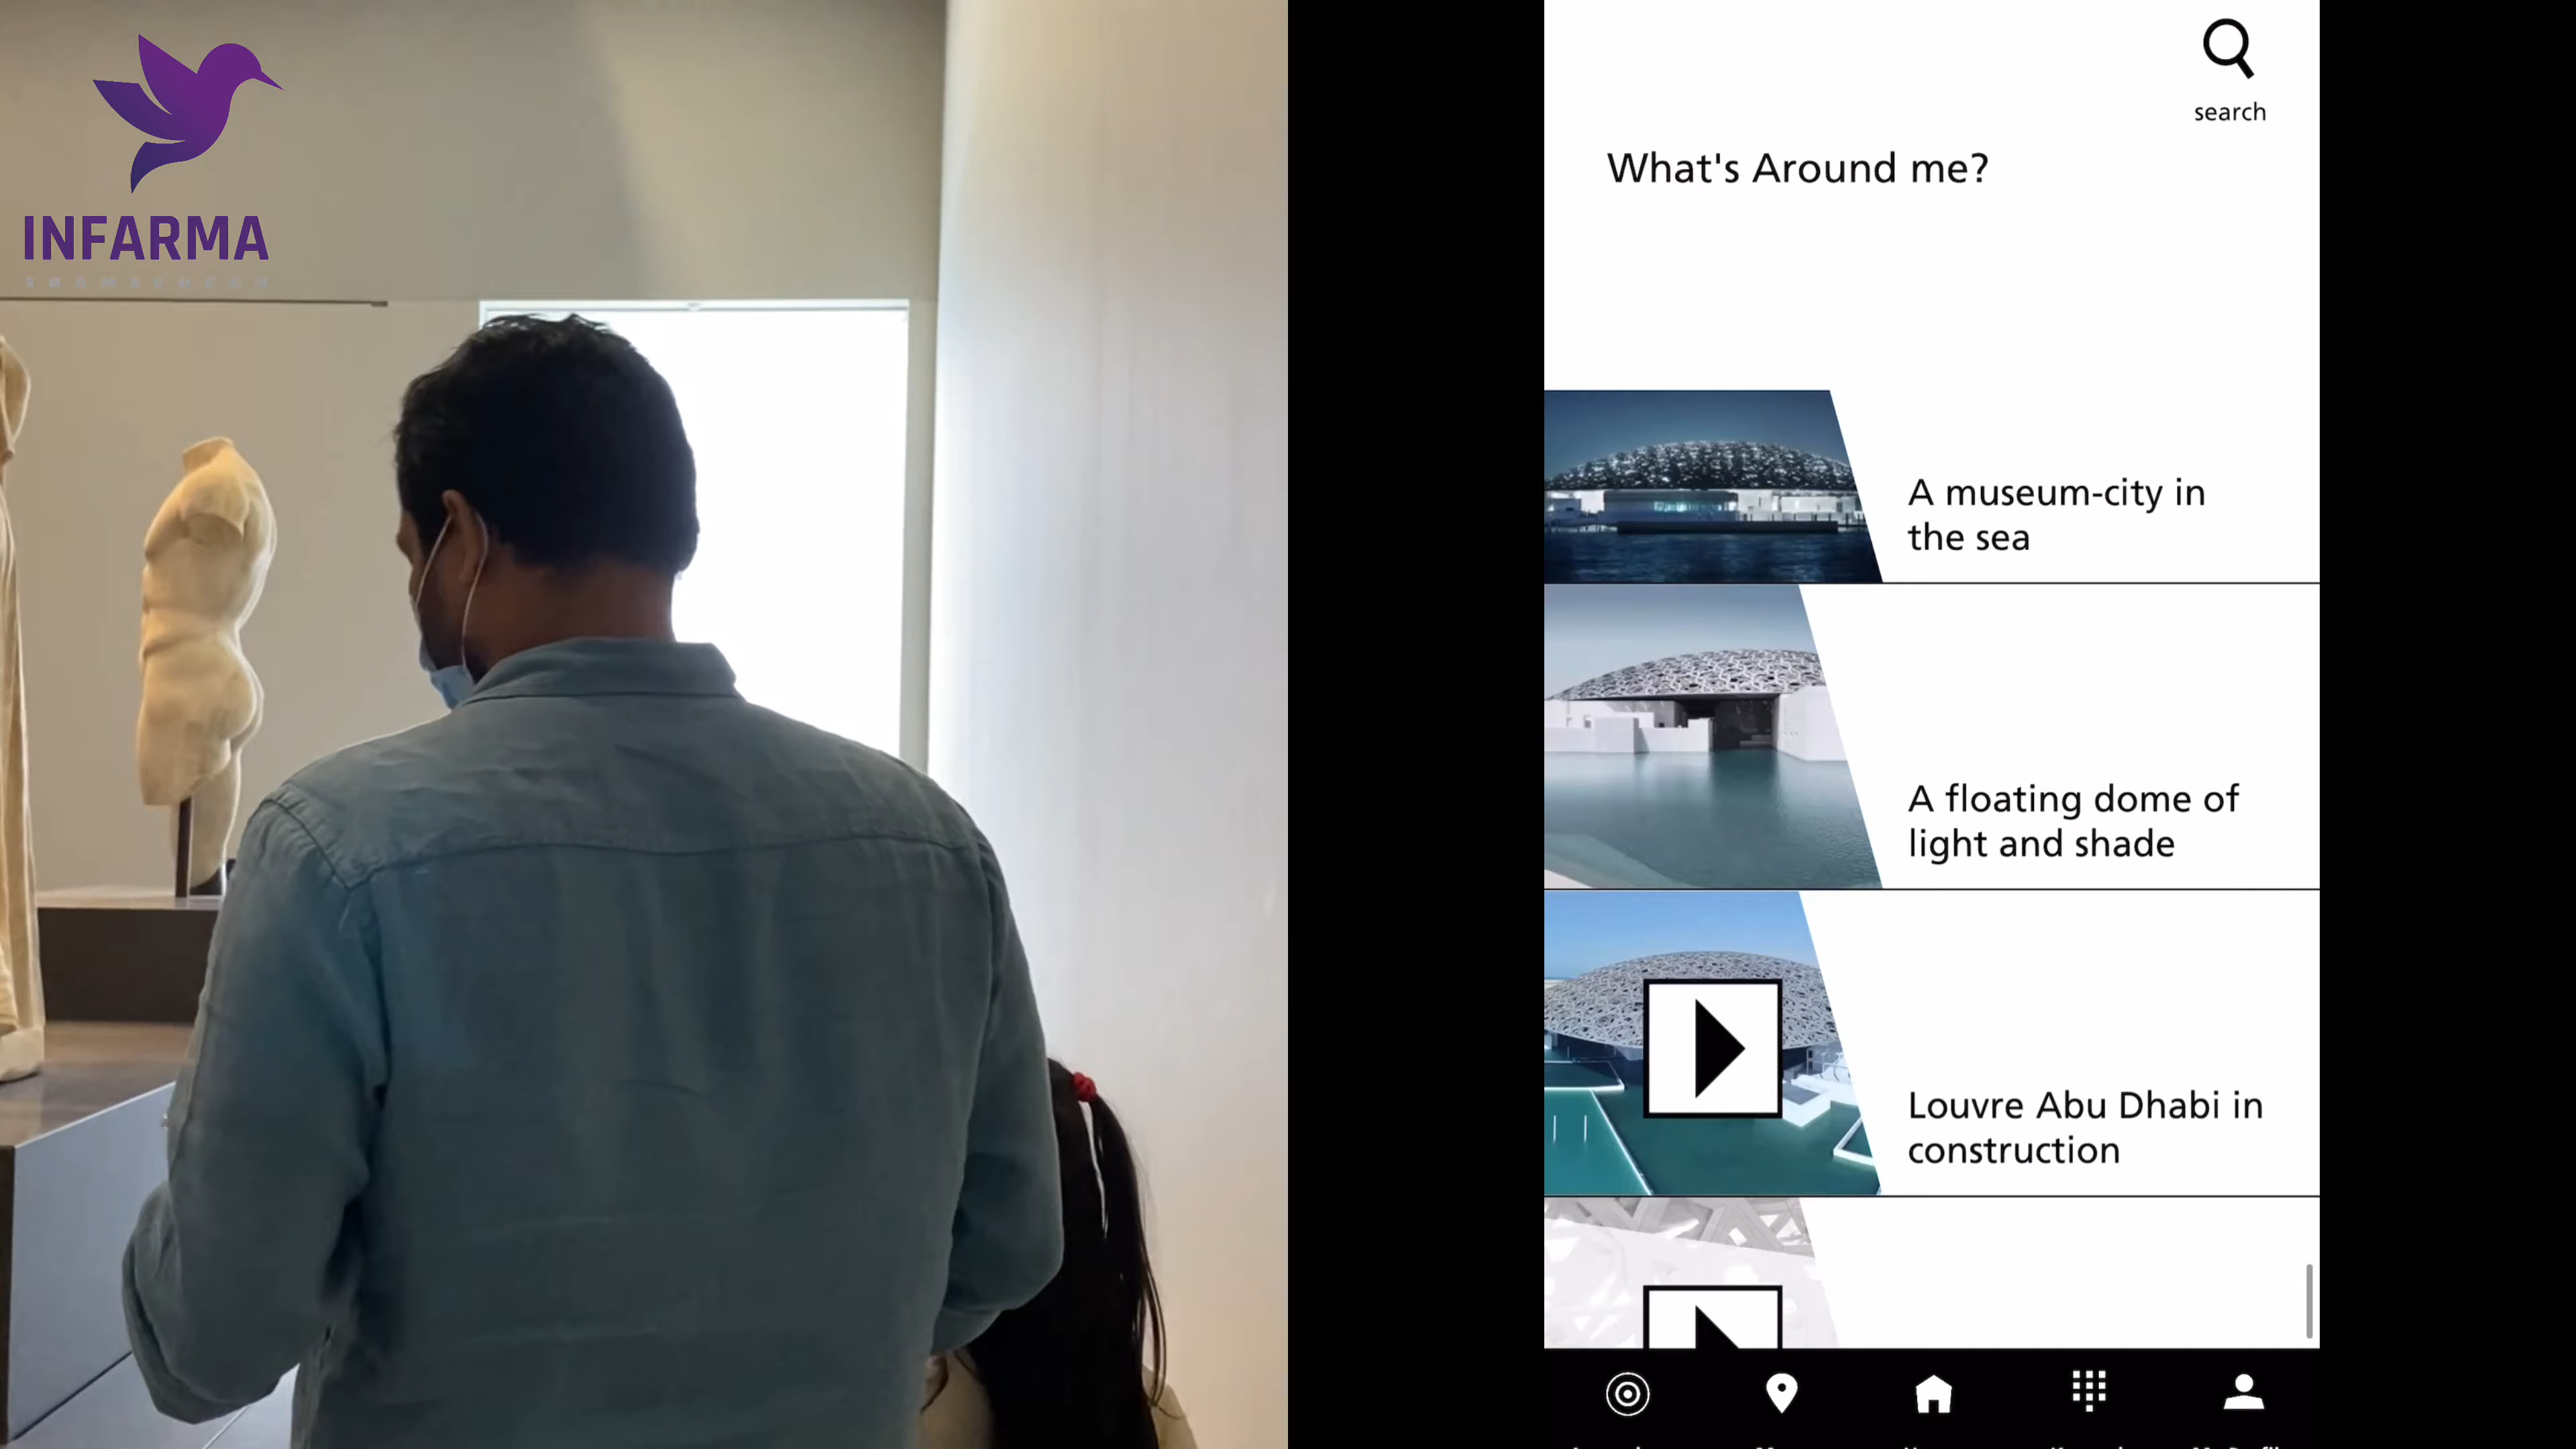 INFARMA
search
What's Around me?
A museum-city in
the sea
A floating dome of
light and shade
Louvre Abu Dhabi in
construction